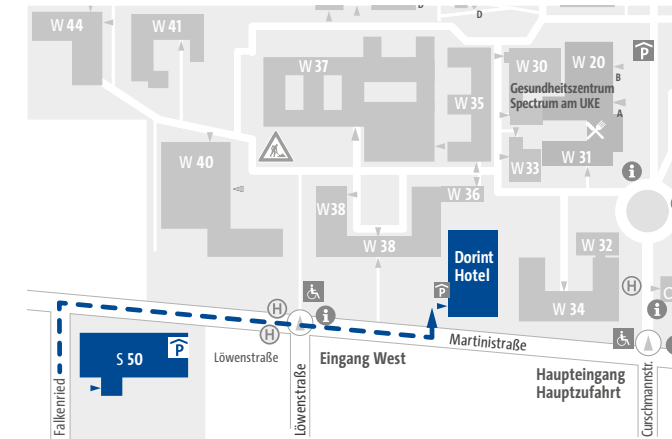 D
D
W 44
W 41
W 37
W 30
W 20
B
Gesundheitszentrum
Spectrum am UKE
W 35
A
W 40
W 33
W 31
i
W38
W 36
W 38
Dorint
Hotel
W 32
P
P
H
C
W 34
H
i
i
H
S 50
P
Löwenstraße
Eingang West
Martinistraße
Haupteingang
Hauptzufahrt
Falkenried
Löwenstraße
Curschmannstr.